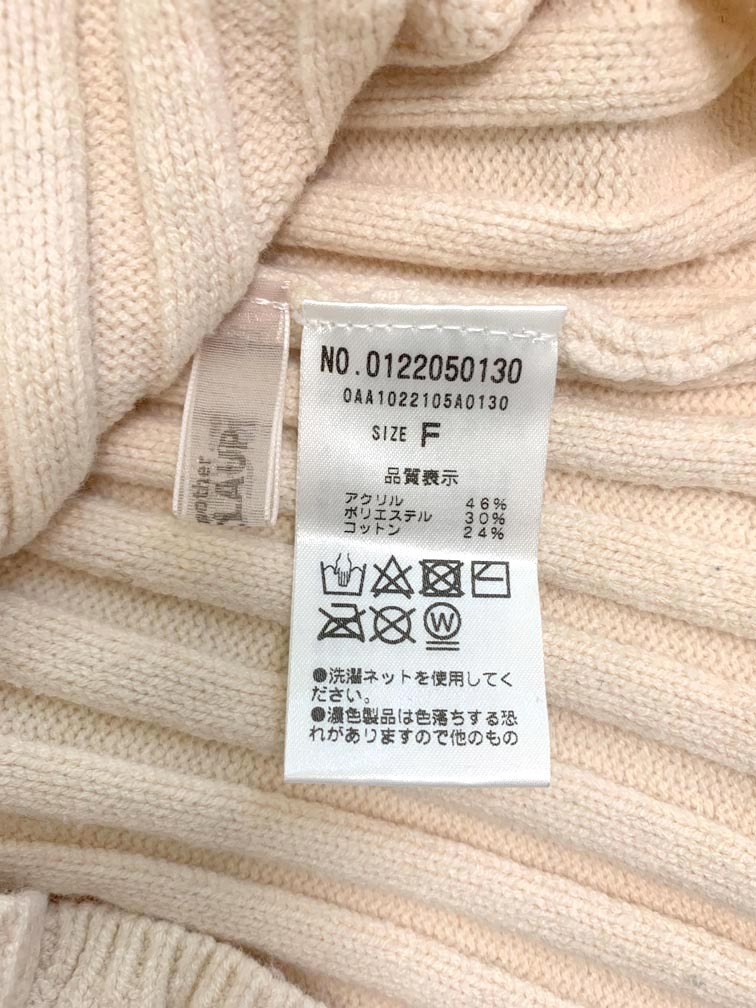 NO.0122050130
0AA1022105A0130
SIZE F
品質表示
アクリル 46%
ポリエステル 30%
コットン 24%
W
●洗濯ネットを使用してく
ださい。
●濃色製品は色落ちする恐
れがありますので他のもの
other